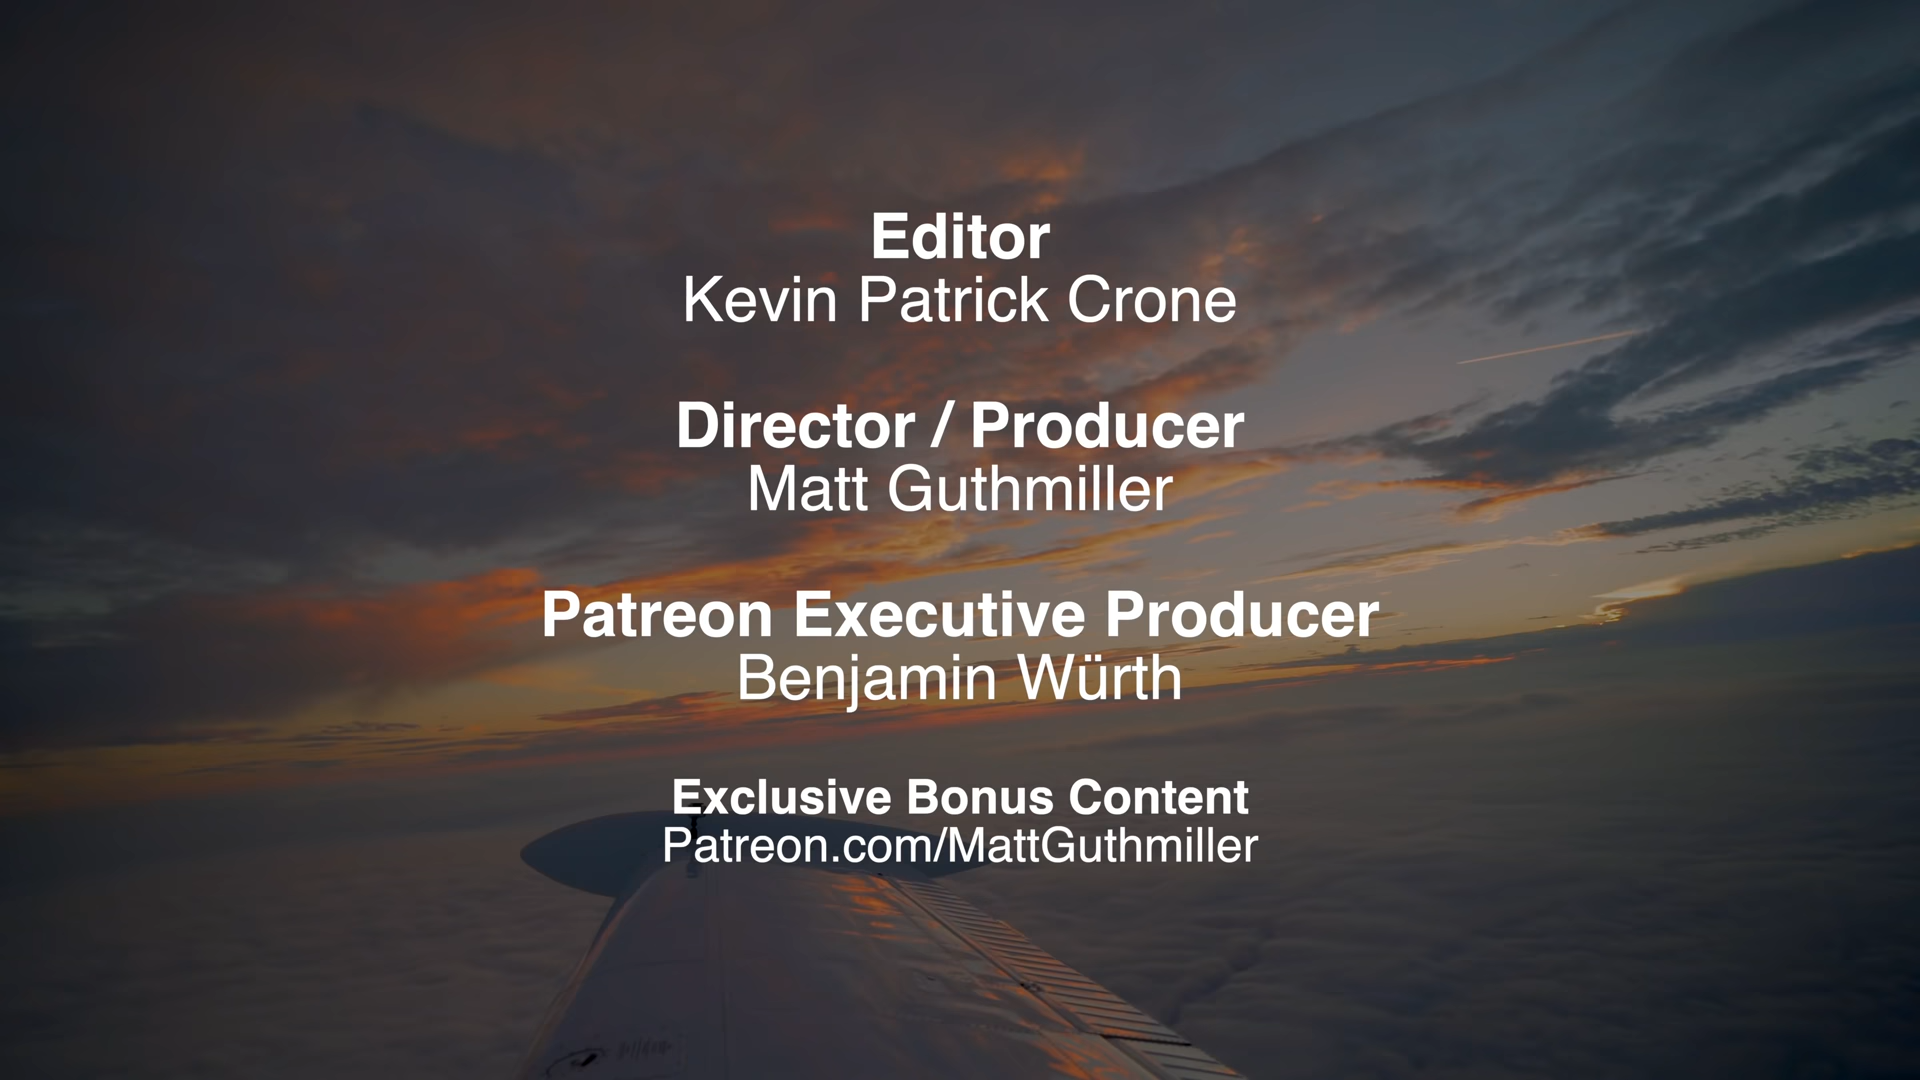 Editor
Kevin Patrick Crone
Director / Producer
Matt Guthmiller
Patreon Executive Producer
Benjamin Würth
Exclusive Bonus Content
Patreon.com/MattGuthmiller